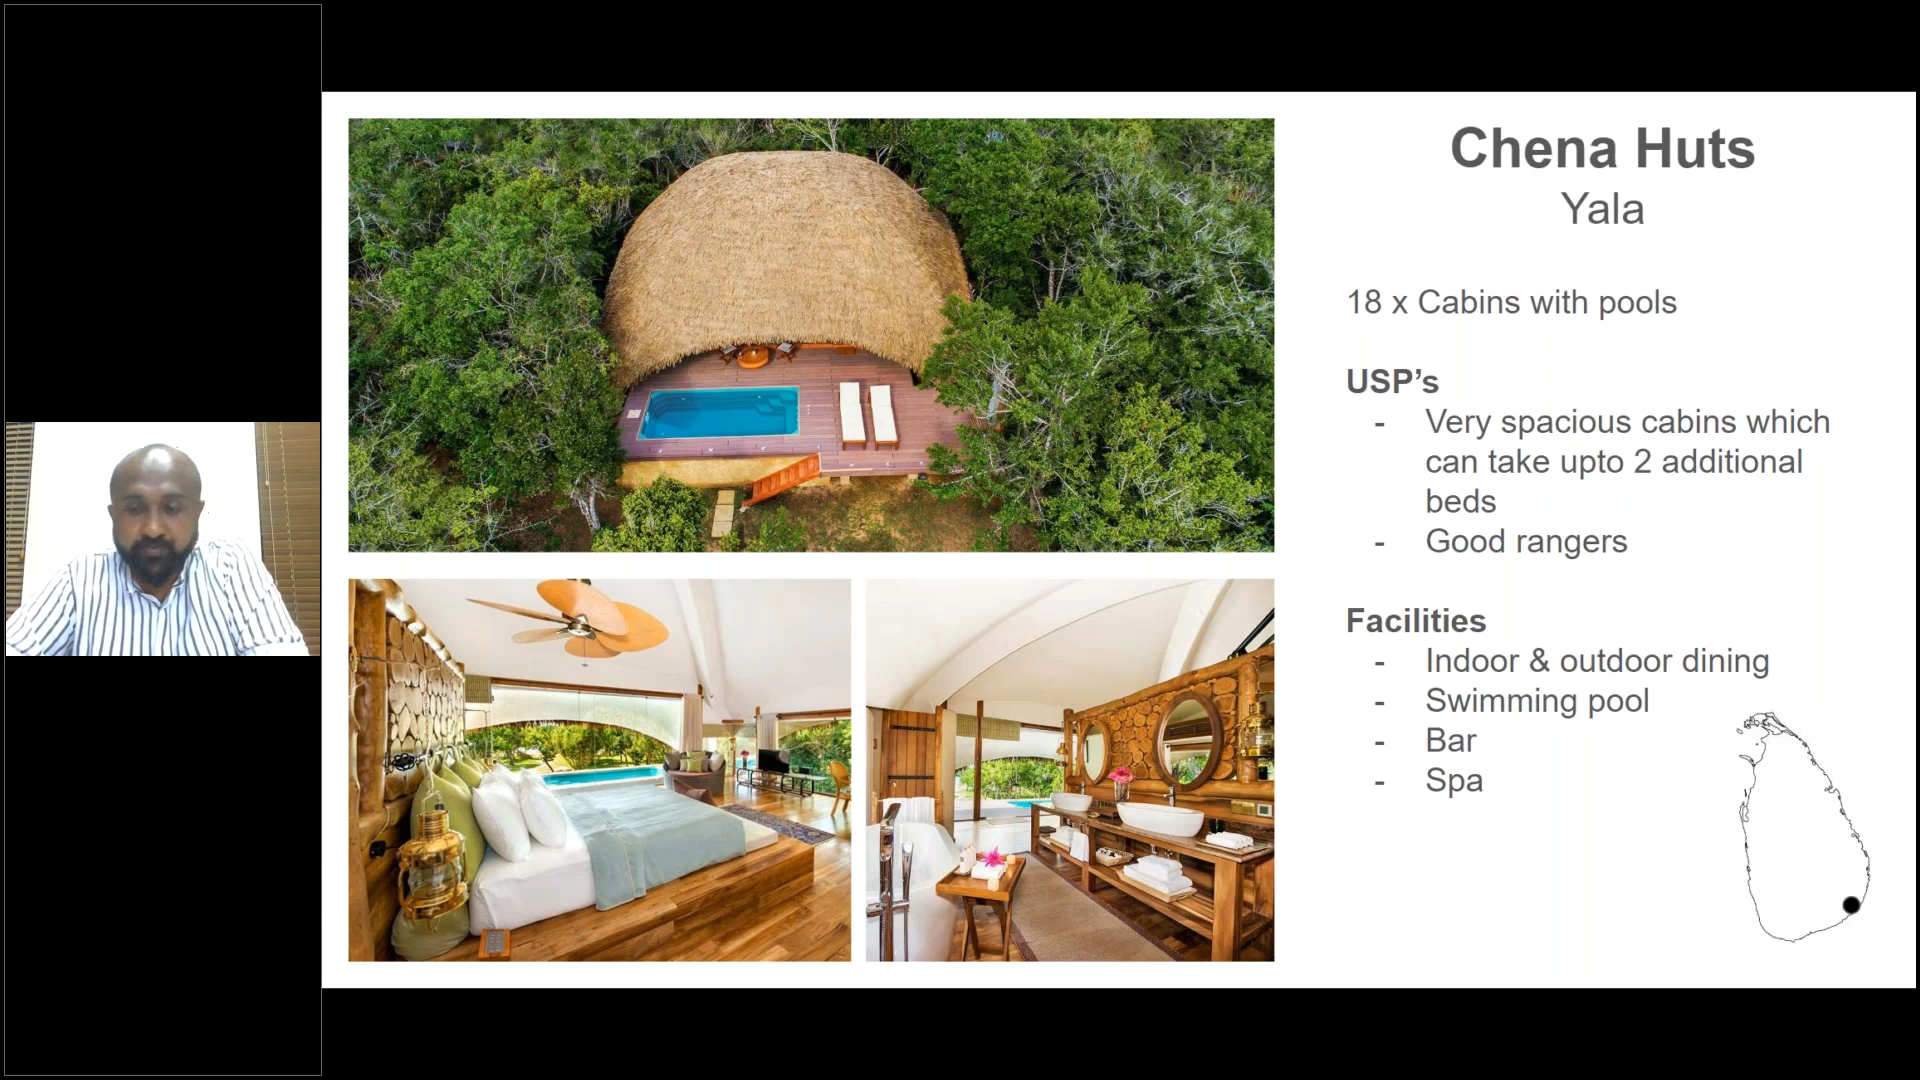 Chena Huts
Yala
18 x Cabins with pools
USP’s
- Very spacious cabins which
can take upto 2 additional
beds
- Good rangers
Facilities
- Indoor & outdoor dining
- Swimming pool
- Bar
- Spa